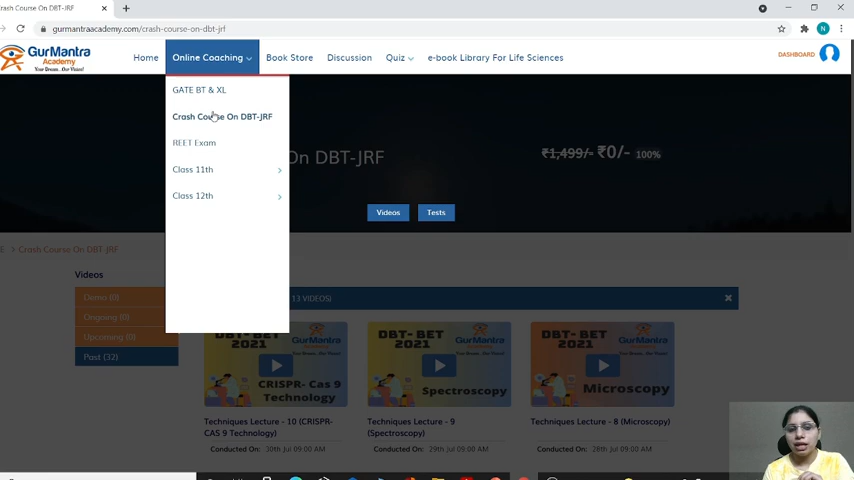 Crash Course On DBT-JRF
gurmantraacademy.com/crash-course-on-dbt-jrf
N
GurMantra
Academy
Your Dream.. Our Vision!
Home
Online Coaching
Book Store
Discussion
Quiz
e-book Library For Life Sciences
DASHBOARD
GATE BT & XL
Crash Course On DBT-JRF
REET Exam
Class 11th
Class 12th
On DBT-JRF
₹1,499/- ₹0/- 100%
Videos
Tests
> Crash Course On DBT-JRF
Videos
Demo (0)
Ongoing (0)
Upcoming (0)
Past (32)
13 VIDEOS)
DBT- BET
2021
GurMantra
Academy
CRISPR- Cas 9
Technology)
DBT- BET
2021
GurMantra
Academy
Spectroscopy
DBT- BET
2021
GurMantra
Academy
Microscopy
Techniques Lecture - 10 (CRISPR-
CAS 9 Technology)
Conducted On: 30th Jul 09:00 AM
Techniques Lecture - 9
(Spectroscopy)
Conducted On: 29th Jul 09:00 AM
Techniques Lecture - 8 (Microscopy)
Conducted On: 28th Jul 09:00 AM